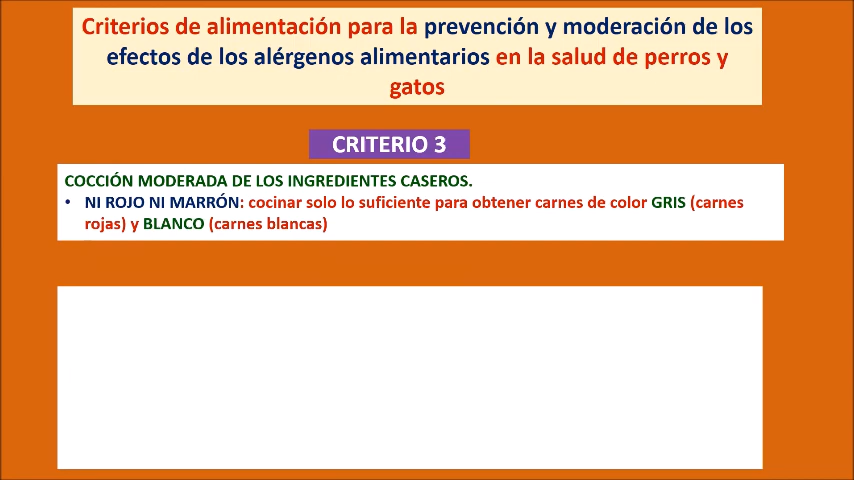 Criterios de alimentación para la prevención y moderación de los
efectos de los alérgenos alimentarios en la salud de perros y
gatos
CRITERIO 3
COCCIÓN MODERADA DE LOS INGREDIENTES CASEROS.
• NI ROJO NI MARRÓN: cocinar solo lo suficiente para obtener carnes de color GRIS (carnes
rojas) y BLANCO (carnes blancas)